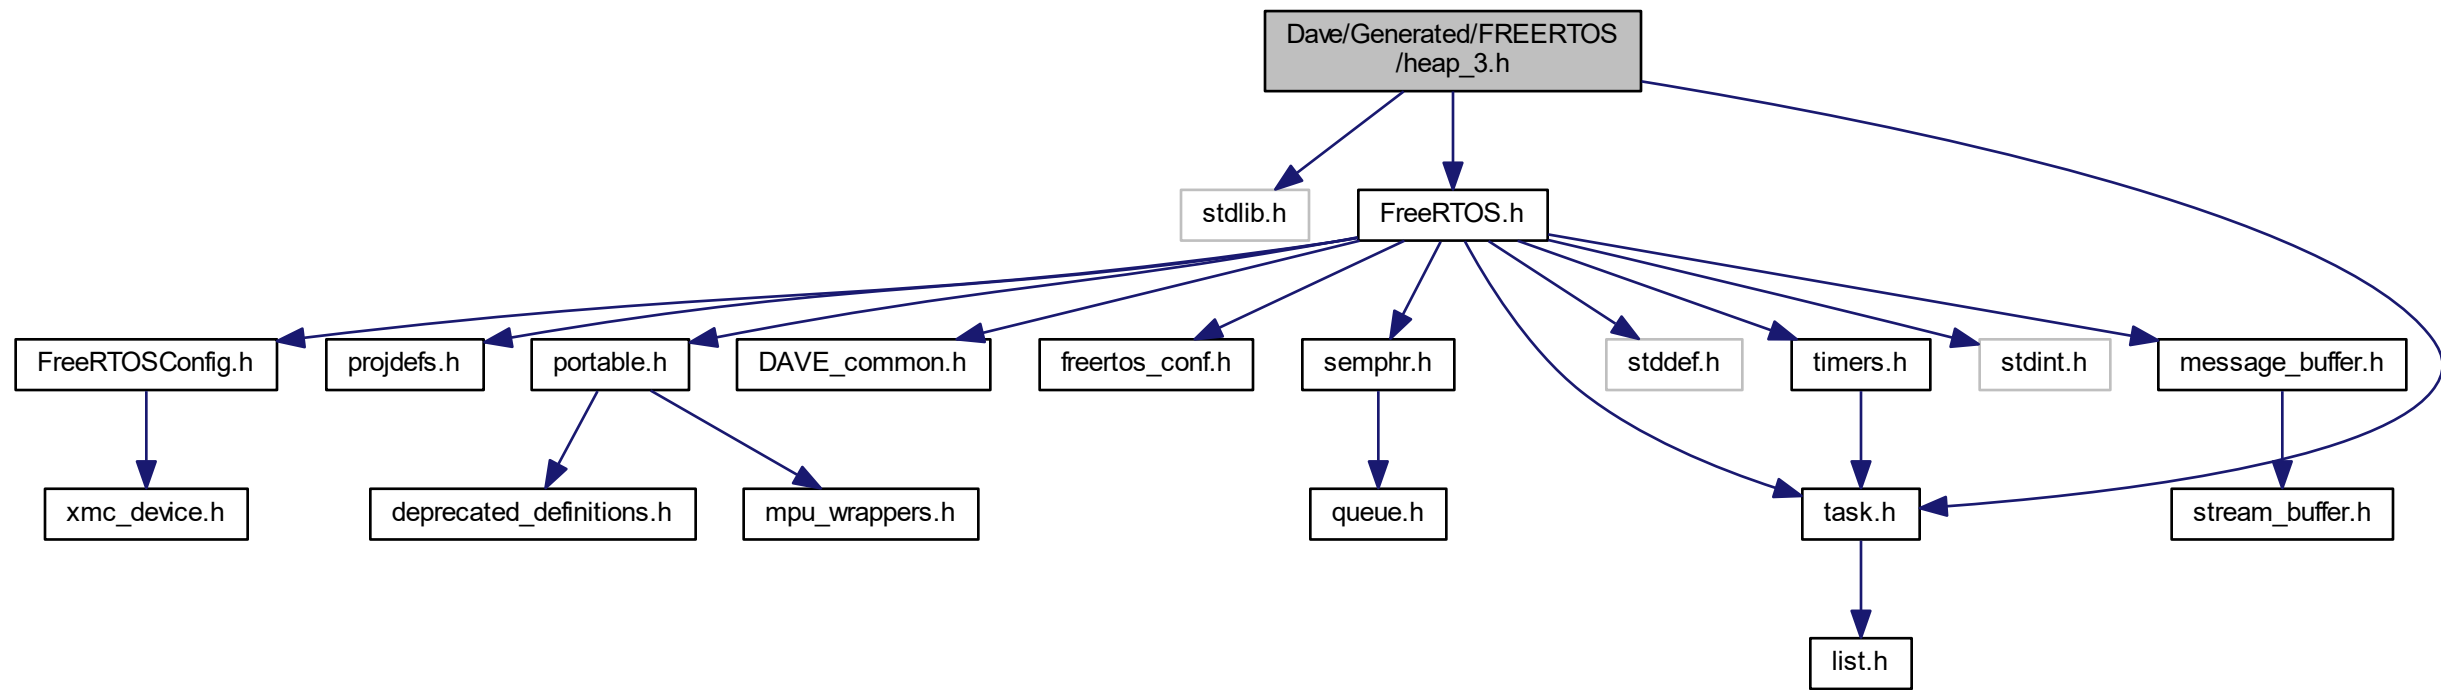 Dave/Generated/FREERTOS
/heap_3.h
stdlib.h
FreeRTOS.h
FreeRTOSConfig.h
projdefs.h
portable.h
DAVE_common.h
freertos_conf.h
semphr.h
stddef.h
timers.h
stdint.h
message_buffer.h
xmc_device.h
deprecated_definitions.h
mpu_wrappers.h
queue.h
task.h
stream_buffer.h
list.h